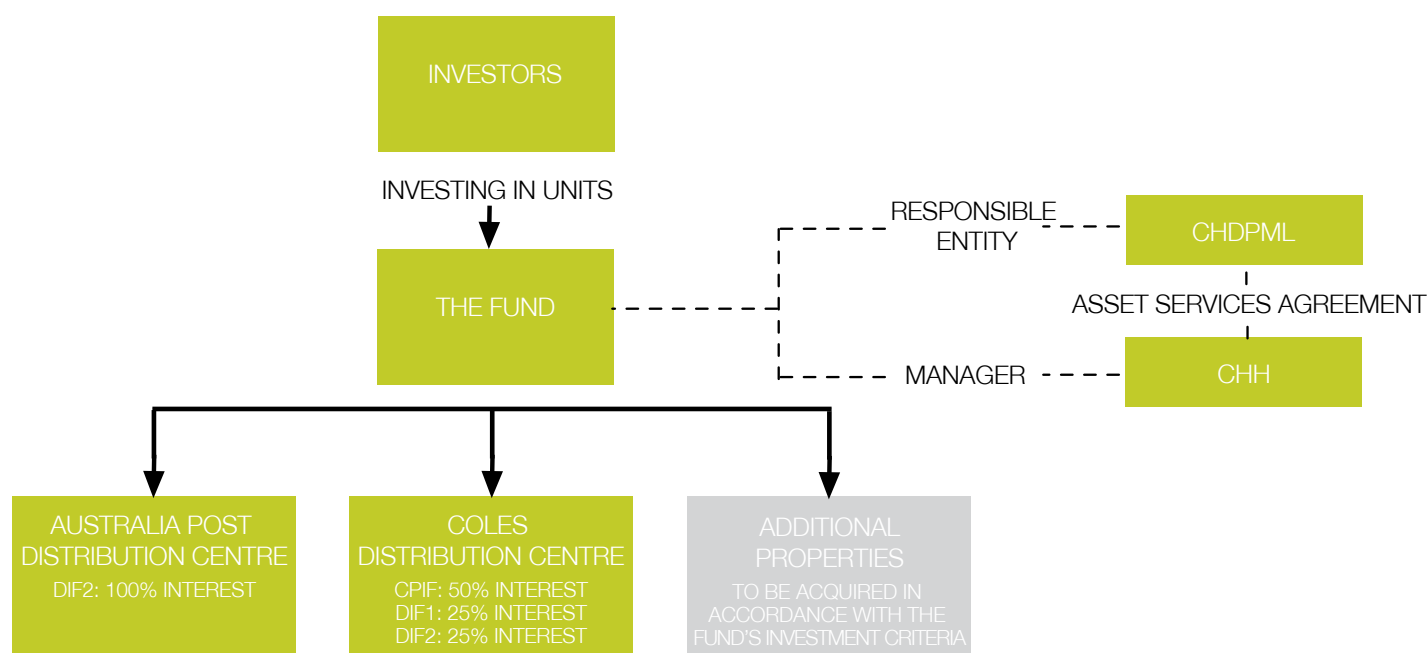 INVESTORS
INVESTING IN UNITS
THE FUND
RESPONSIBLE
ENTITY
CHDPML
ASSET SERVICES AGREEMENT
MANAGER
CHH
AUSTRALIA POST
DISTRIBUTION CENTRE
DIF2: 100% INTEREST
COLES
DISTRIBUTION CENTRE
CPIF: 50% INTEREST
DIF1: 25% INTEREST
DIF2: 25% INTEREST
ADDITIONAL
PROPERTIES
TO BE ACQUIRED IN
ACCORDANCE WITH THE
FUND'S INVESTMENT CRITERIA